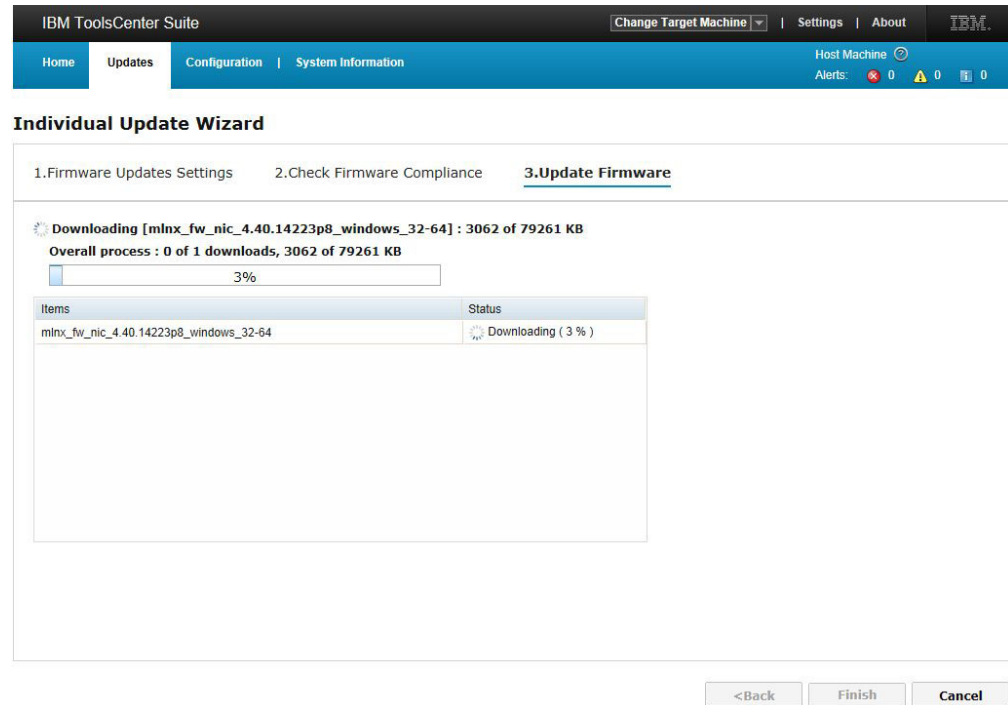 IBM ToolsCenter Suite
Change Target Machine | Settings | About IBM.
Home Updates Configuration | System Information
Host Machine ?
Alerts: 0 0 0
Individual Update Wizard
1.Firmware Updates Settings 2.Check Firmware Compliance 3.Update Firmware
Downloading [mlnx_fw_nic_4.40.14223p8_windows_32-64] : 3062 of 79261 KB
Overall process : 0 of 1 downloads, 3062 of 79261 KB
3%
Items Status
mlnx_fw_nic_4.40.14223p8_windows_32-64 Downloading ( 3 % )
<Back Finish Cancel